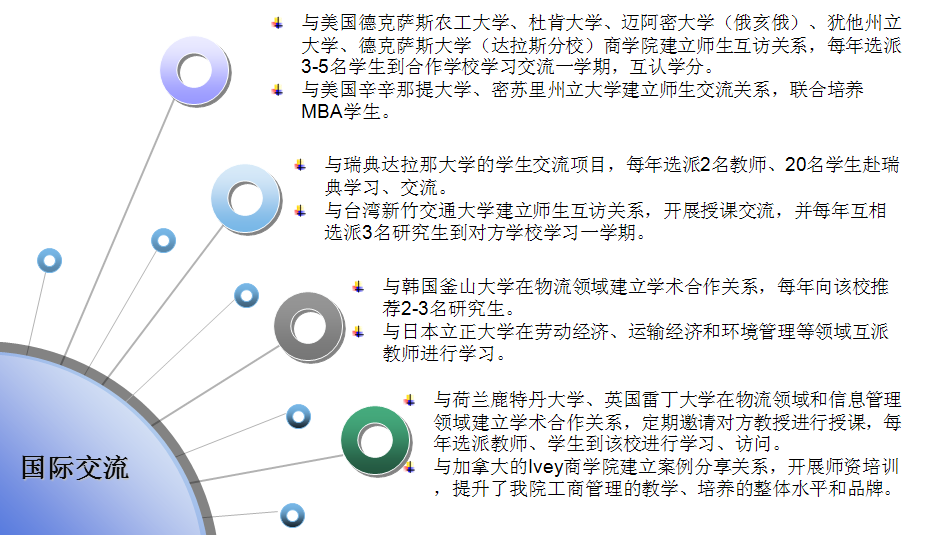 与美国德克萨斯农工大学、杜肯大学、迈阿密大学（俄亥俄）、犹他州立
大学、德克萨斯大学（达拉斯分校）商学院建立师生互访关系，每年选派
3-5名学生到合作学校学习交流一学期，互认学分。
与美国辛辛那提大学、密苏里州立大学建立师生交流关系，联合培养
MBA学生。
与瑞典达拉那大学的学生交流项目，每年选派2名教师、20名学生赴瑞
典学习、交流。
与台湾新竹交通大学建立师生互访关系，开展授课交流，并每年互相
选派3名研究生到对方学校学习一学期。
与韩国釜山大学在物流领域建立学术合作关系，每年向该校推
荐2-3名研究生。
与日本立正大学在劳动经济、运输经济和环境管理等领域互派
教师进行学习。
与荷兰鹿特丹大学、英国雷丁大学在物流领域和信息管理
领域建立学术合作关系，定期邀请对方教授进行授课，每
年选派教师、学生到该校进行学习、访问。
与加拿大的Ivey商学院建立案例分享关系，开展师资培训
，提升了我院工商管理的教学、培养的整体水平和品牌。
国际交流